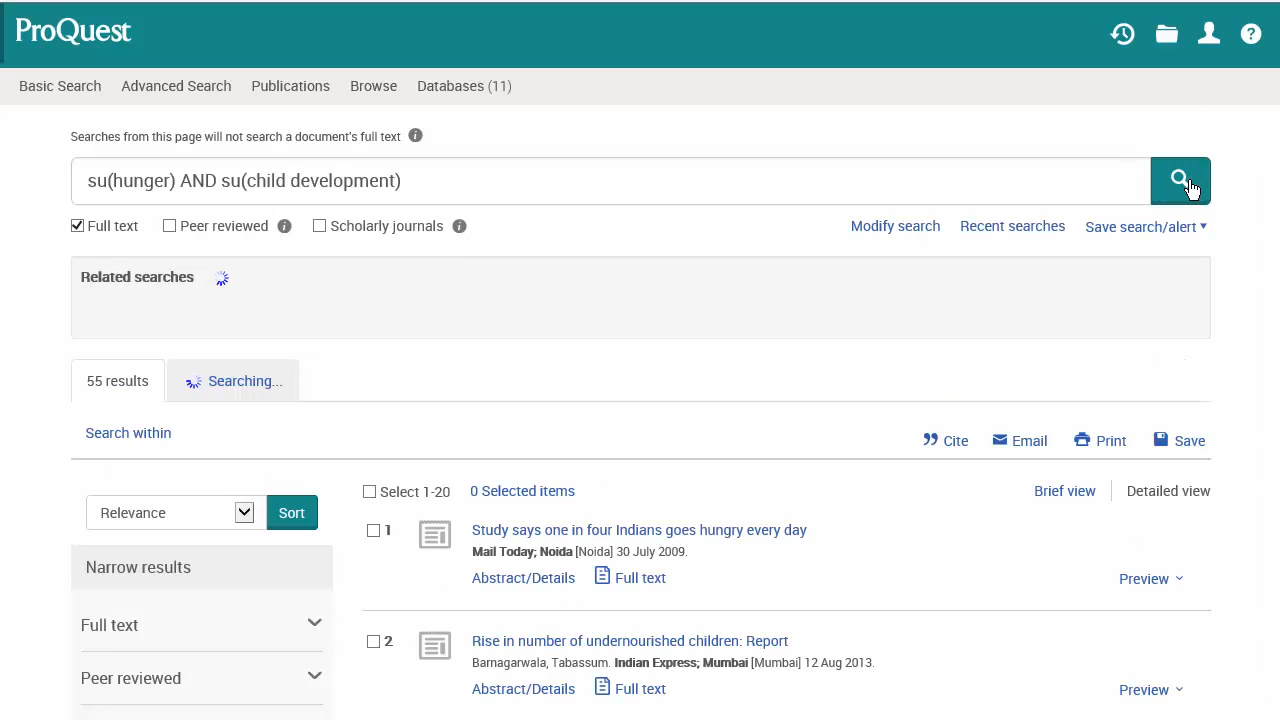 ProQuest
Basic Search Advanced Search Publications Browse Databases (11)
Searches from this page will not search a document's full text
su(hunger) AND su(child development)
Full text Peer reviewed Scholarly journals Modify search Recent searches Save search/alert
Related searches
55 results Searching...
Search within Cite Email Print Save
Relevance Sort Select 1-20 0 Selected items Brief view Detailed view
1 Study says one in four Indians goes hungry every day
Mail Today; Noida [Noida] 30 July 2009.
Narrow results
Abstract/Details Full text Preview
Full text
2 Rise in number of undernourished children: Report
Barnagarwala, Tabassum. Indian Express; Mumbai [Mumbai] 12 Aug 2013.
Peer reviewed
Abstract/Details Full text Preview